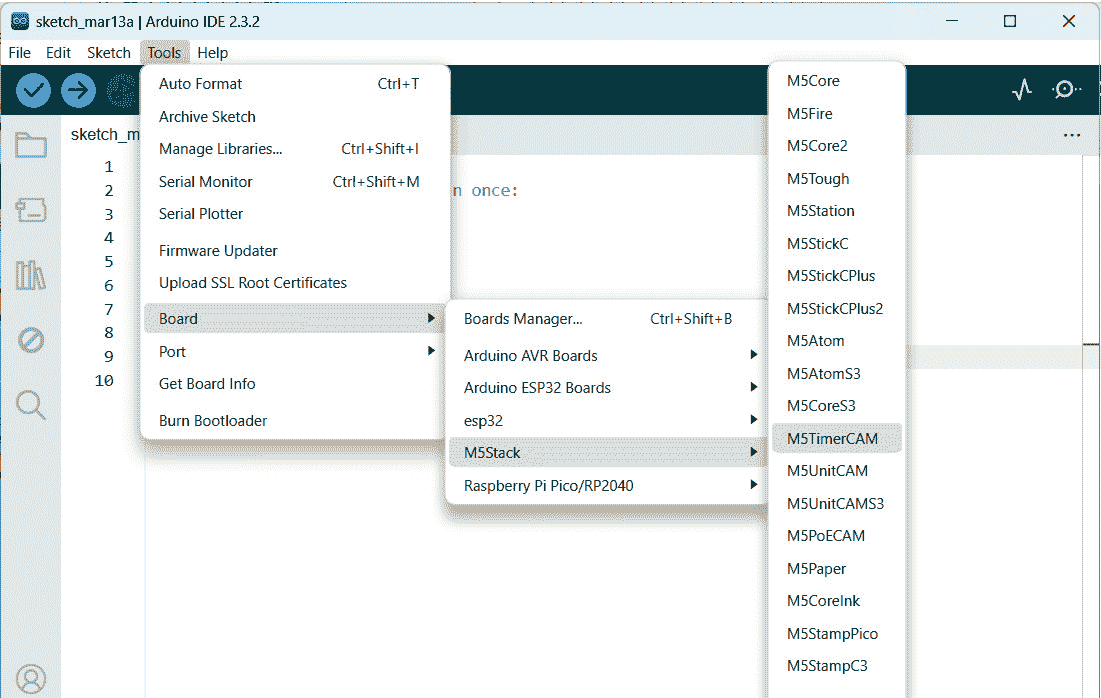 sketch_mar13a | Arduino IDE 2.3.2
File Edit Sketch Tools Help
sketch_m
1
2
3
4
5
6
7
8
9
10
n once:
Auto Format Ctrl+T
Archive Sketch
Manage Libraries... Ctrl+Shift+I
Serial Monitor Ctrl+Shift+M
Serial Plotter
Firmware Updater
Upload SSL Root Certificates
Board
Port
Get Board Info
Burn Bootloader
Boards Manager... Ctrl+Shift+B
Arduino AVR Boards
Arduino ESP32 Boards
esp32
M5Stack
Raspberry Pi Pico/RP2040
M5Core
M5Fire
M5Core2
M5Tough
M5Station
M5StickC
M5StickCPlus
M5StickCPlus2
M5Atom
M5AtomS3
M5CoreS3
M5TimerCAM
M5UnitCAM
M5UnitCAMS3
M5PoECAM
M5Paper
M5CoreInk
M5StampPico
M5StampC3